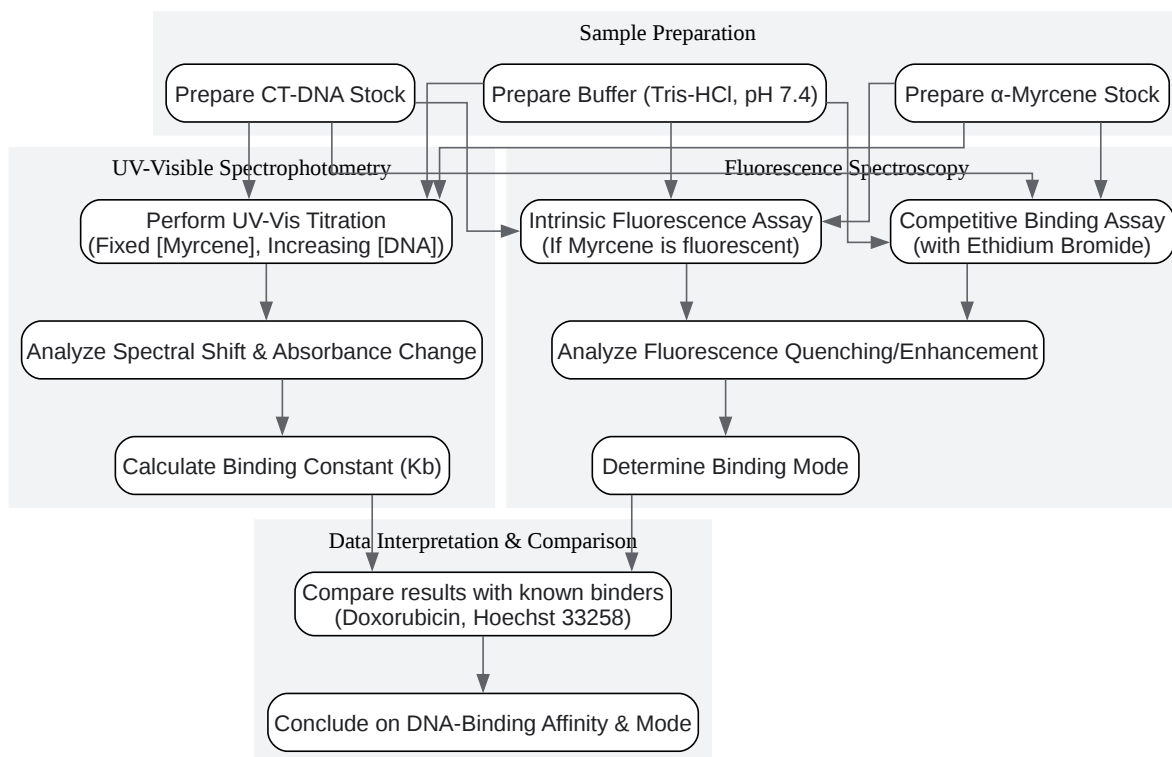 Sample Preparation
Prepare CT-DNA Stock
Prepare Buffer (Tris-HCl, pH 7.4)
Prepare α-Myrcene Stock
UV-Visible Spectrophotometry
Fluorescence Spectroscopy
Perform UV-Vis Titration
(Fixed [Myrcene], Increasing [DNA])
Intrinsic Fluorescence Assay
(If Myrcene is fluorescent)
Competitive Binding Assay
(with Ethidium Bromide)
Analyze Spectral Shift & Absorbance Change
Analyze Fluorescence Quenching/Enhancement
Calculate Binding Constant (Kb)
Determine Binding Mode
Data Interpretation & Comparison
Compare results with known binders
(Doxorubicin, Hoechst 33258)
Conclude on DNA-Binding Affinity & Mode